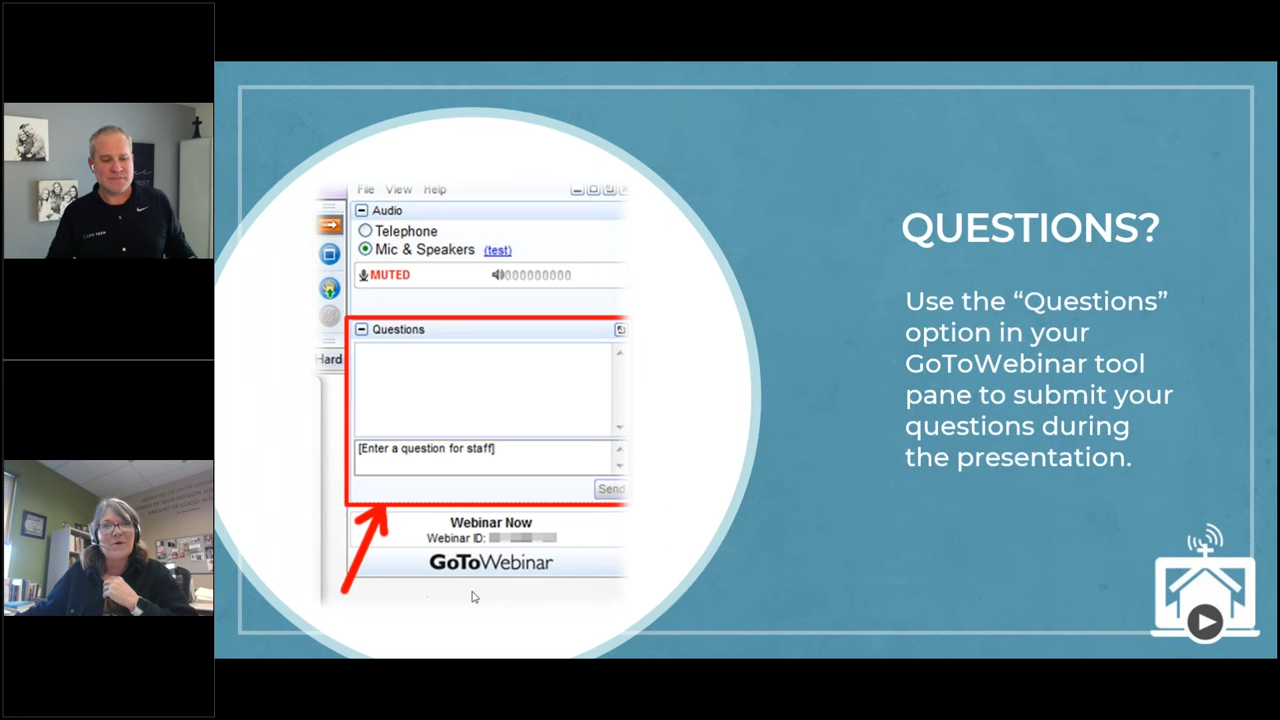 File View Help
Audio
Telephone
Mic & Speakers (test)
MUTED
000000000
Questions
Hard
[Enter a question for staff]
Send
Webinar Now
Webinar ID:
GoToWebinar
QUESTIONS?
Use the “Questions”
option in your
GoToWebinar tool
pane to submit your
questions during
the presentation.